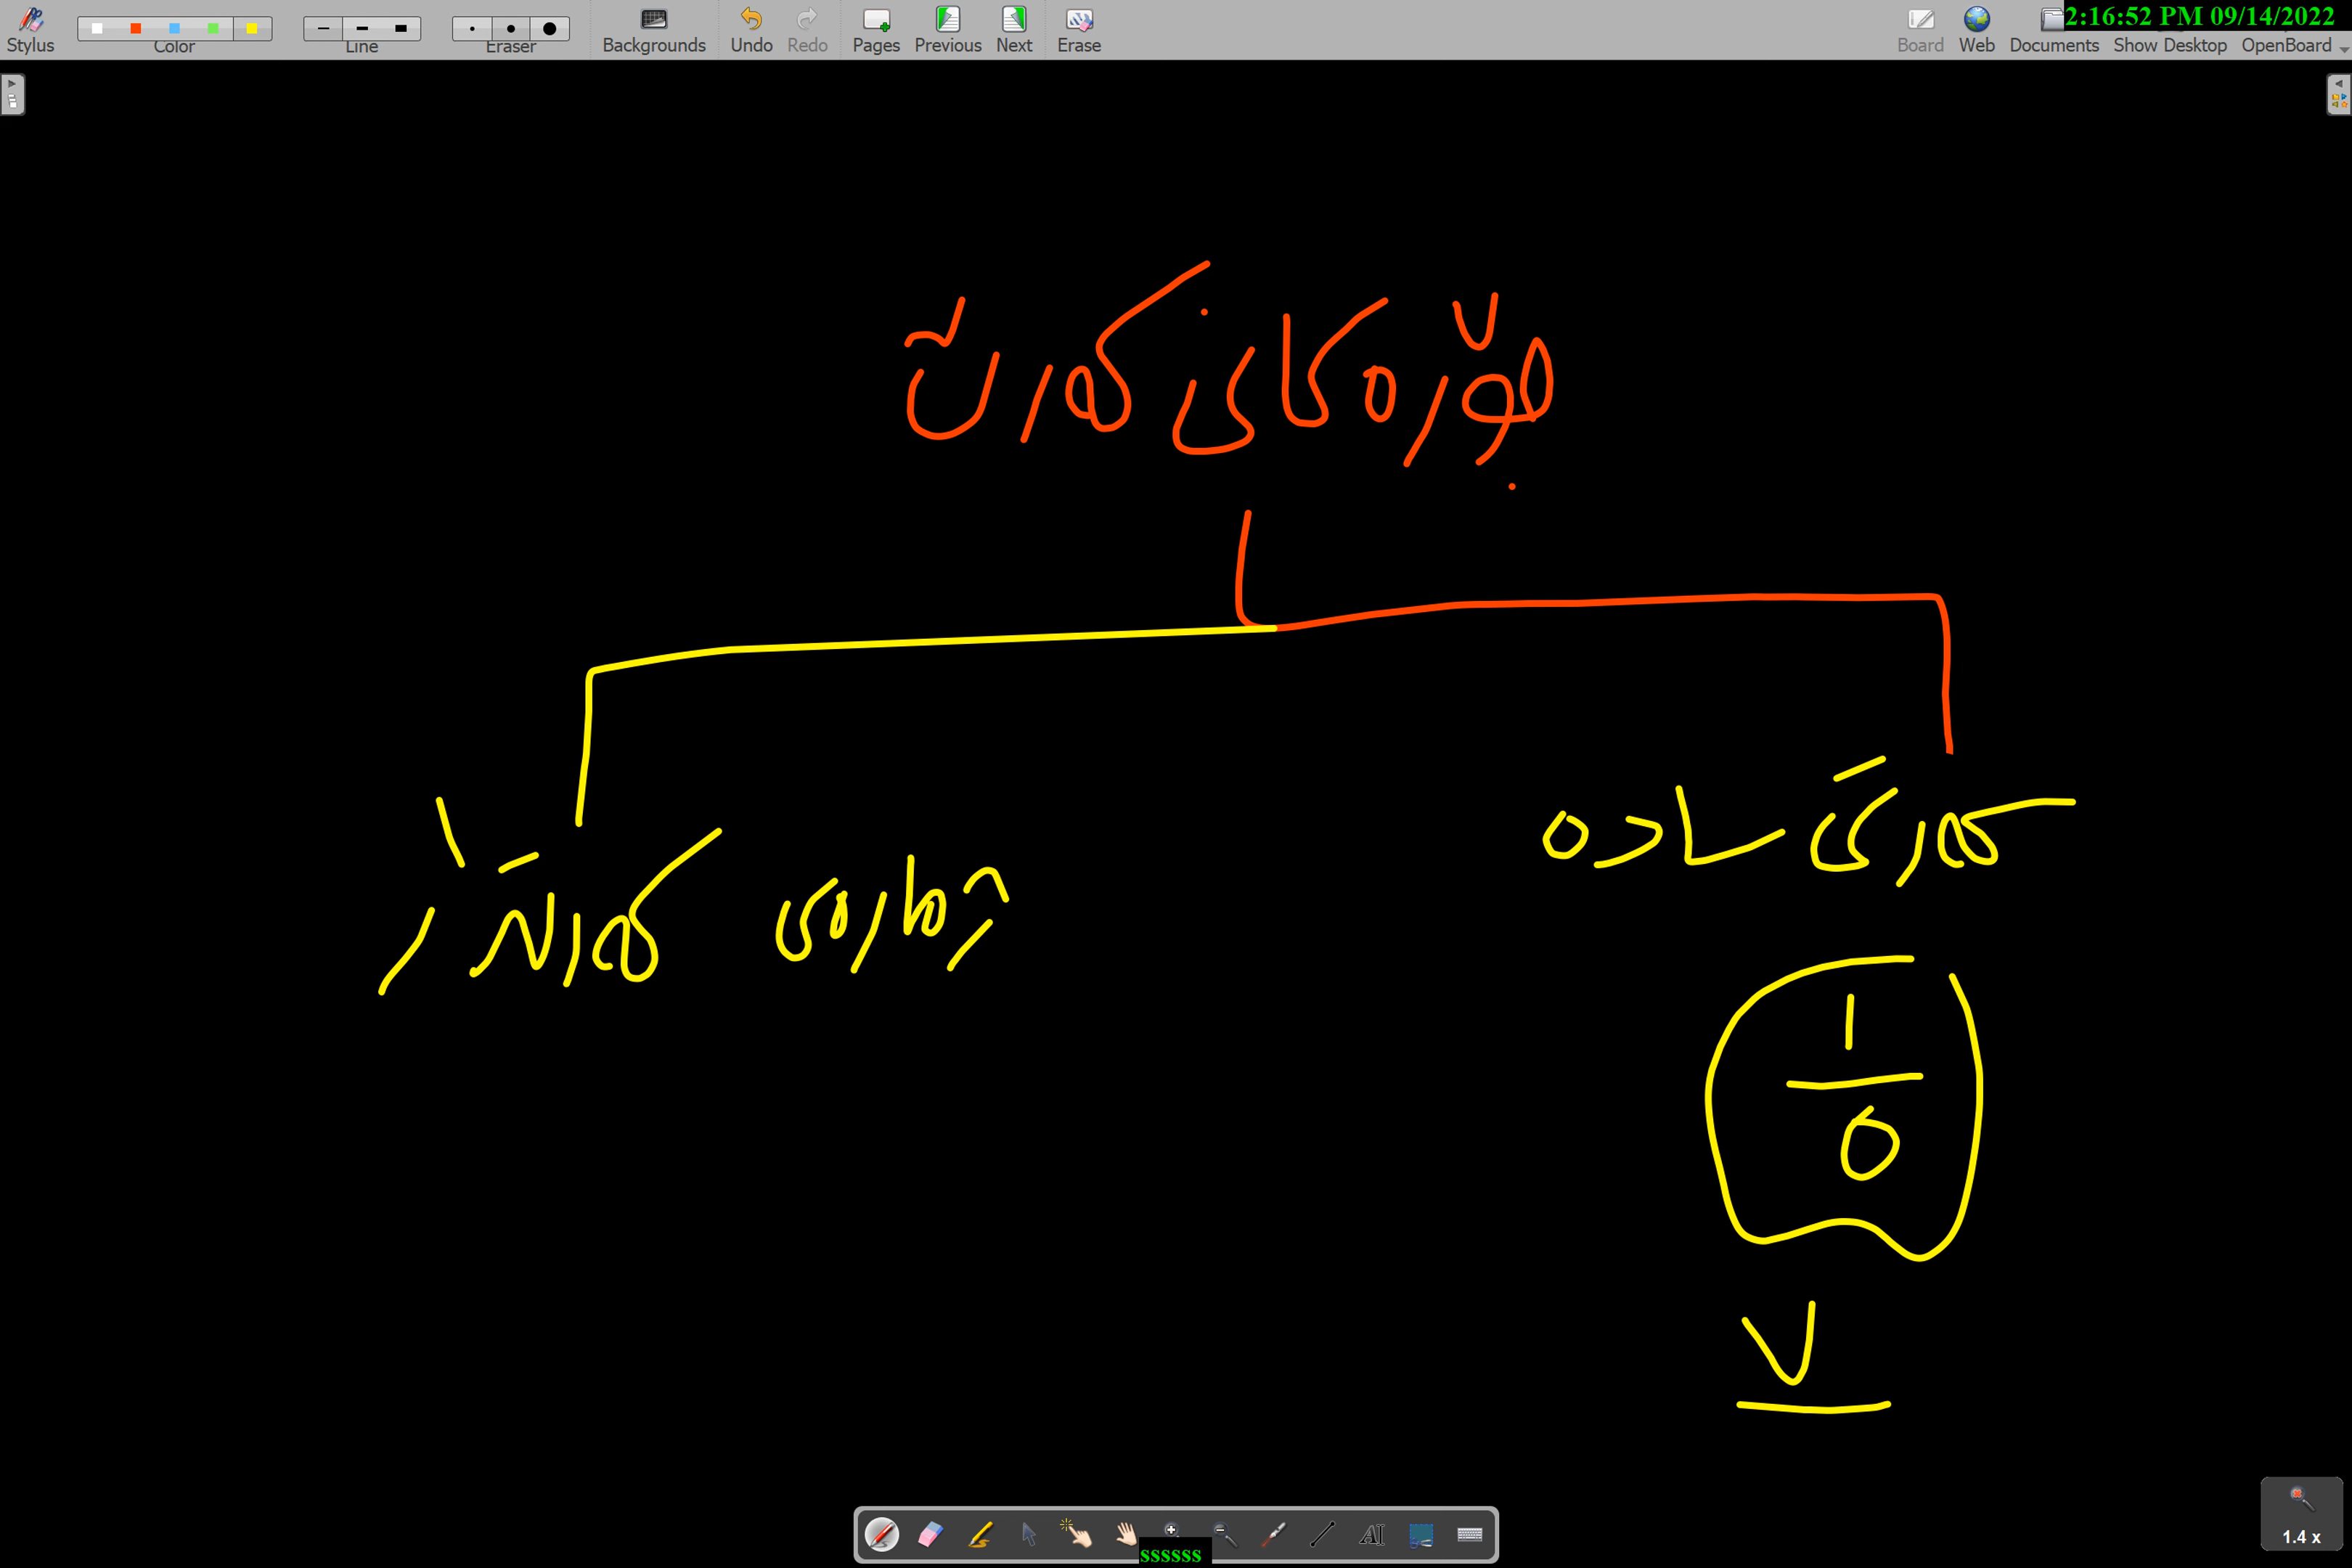 Stylus Color Line Eraser Backgrounds Undo Redo Pages Previous Next Erase Board Web Documents Show Desktop OpenBoard
2:16:52 PM 09/14/2022
جۆرەکانی کەرت
کەرتی سادە
1
0
V
ژمارەی کەرتدار
ssssss
1.4 x